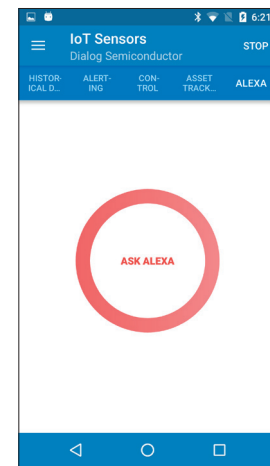 6:21
IoT Sensors
Dialog Semiconductor
STOP
HISTOR-
ICAL D...
ALERT-
ING
CON-
TROL
ASSET
TRACK...
ALEXA
ASK ALEXA